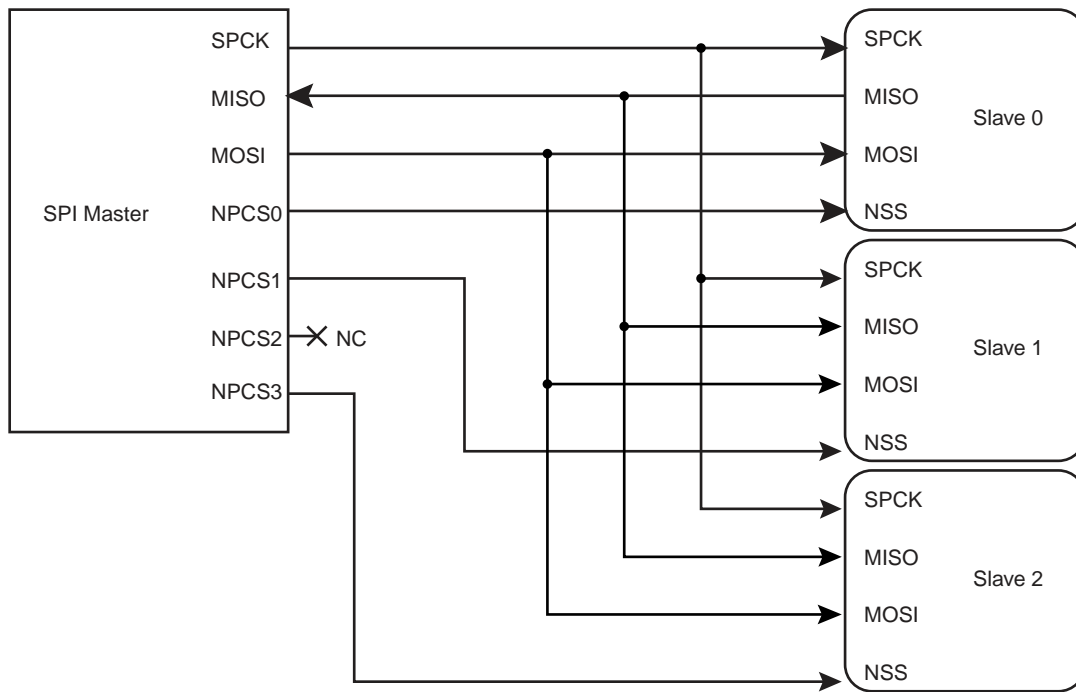 SPI Master
SPCK
MISO
MOSI
NPCS0
NPCS1
NPCS2
NC
NPCS3
SPCK
MISO
Slave 0
MOSI
NSS
SPCK
MISO
Slave 1
MOSI
NSS
SPCK
MISO
Slave 2
MOSI
NSS